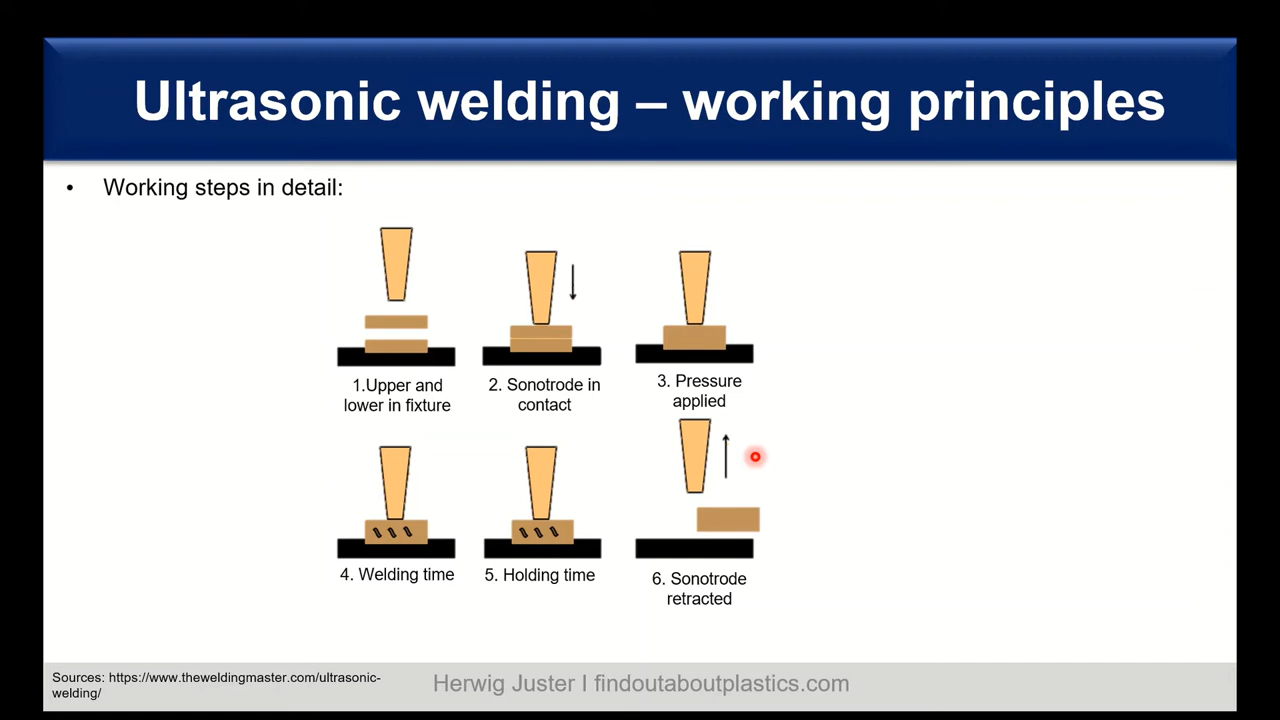 Ultrasonic welding – working principles
• Working steps in detail:
1.Upper and
lower in fixture
2. Sonotrode in
contact
3. Pressure
applied
4. Welding time
5. Holding time
6. Sonotrode
retracted
Sources: https://www.theweldingmaster.com/ultrasonic-
welding/
Herwig Juster I findoutaboutplastics.com